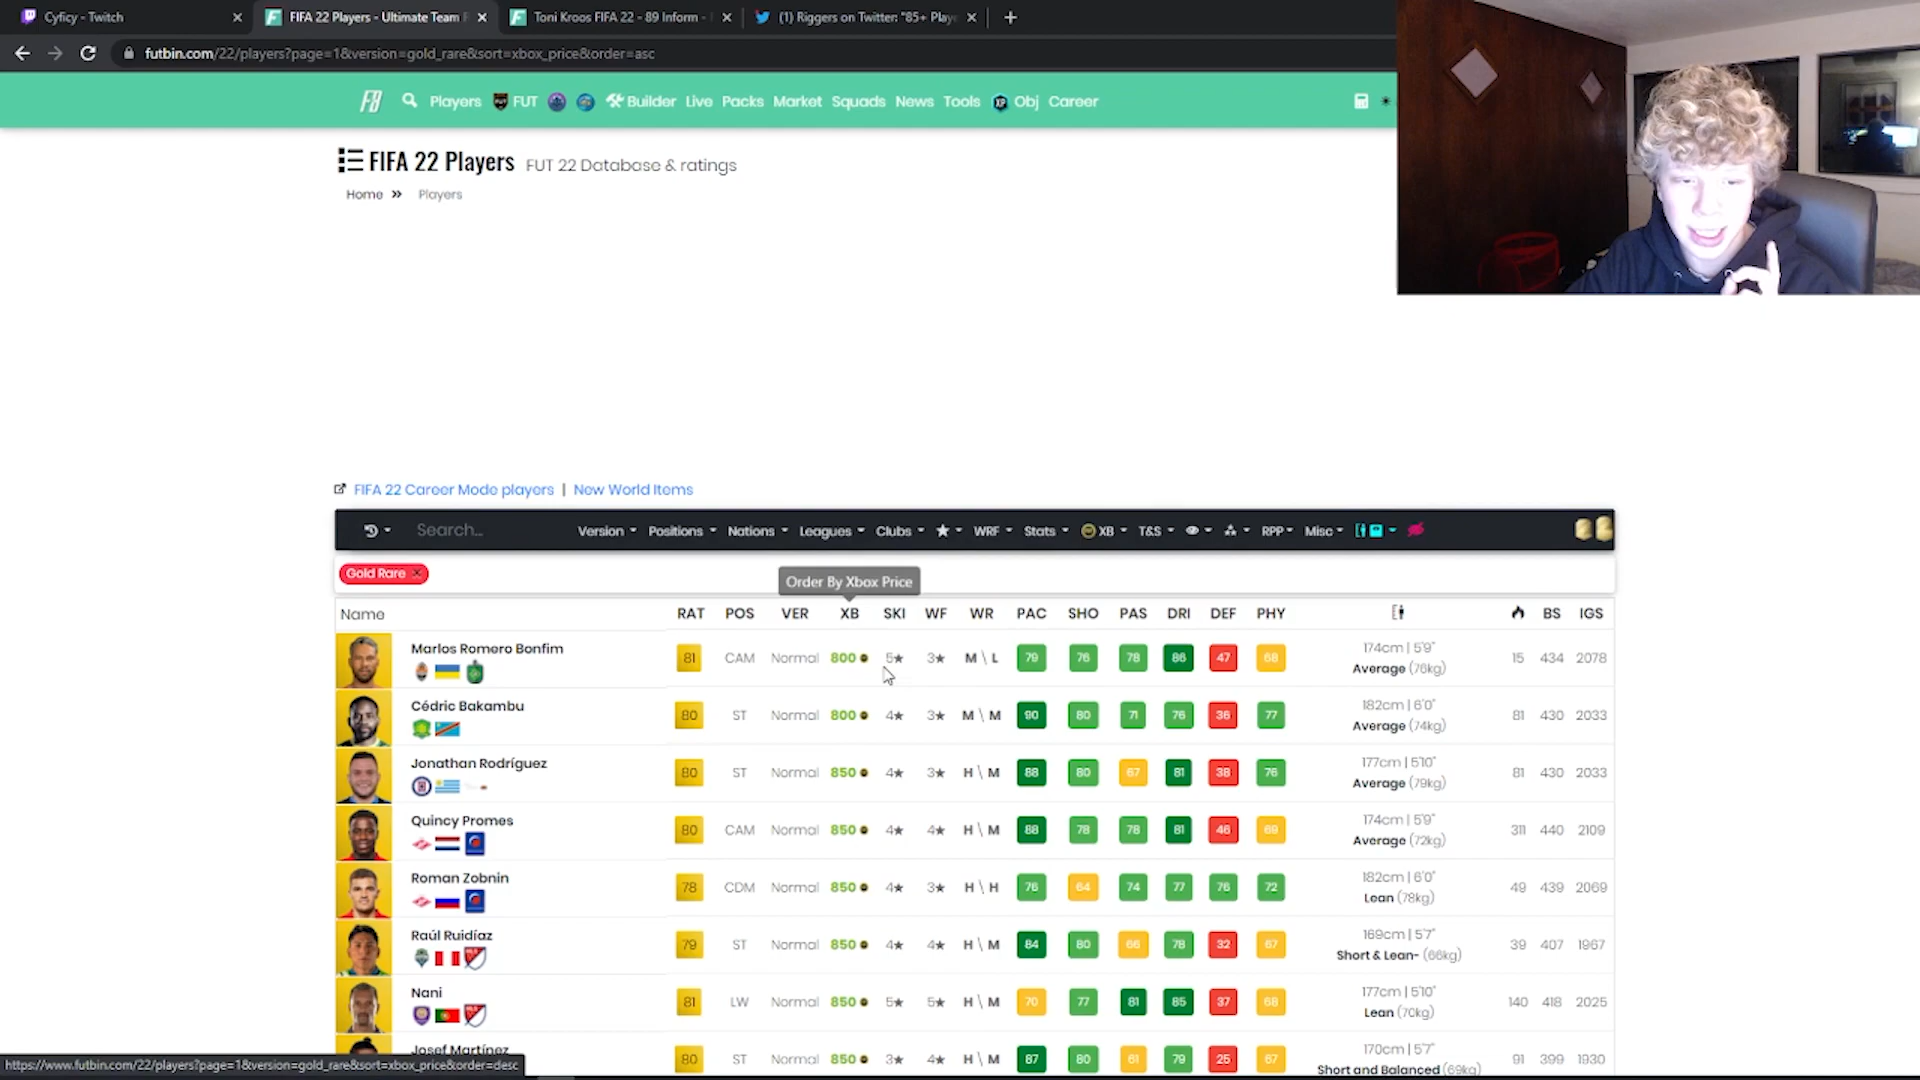 Cyficy - Twitch
FIFA 22 Players - Ultimate Team
Toni Kroos FIFA 22 - 89 Inform -
(1) Riggers on Twitter: "85+ Playe
futbin.com/22/players?page=1&version=gold_rare&sort=xbox_price&order=asc
Players FUT Builder Live Packs Market Squads News Tools Obj Career
FIFA 22 Players FUT 22 Database & ratings
Home » Players
FIFA 22 Career Mode players | New World Items
Search... Version Positions Nations Leagues Clubs WRF Stats XB T&S RPP Misc
Gold Rare ×
Order By Xbox Price
Name RAT POS VER XB SKI WF WR PAC SHO PAS DRI DEF PHY BS IGS
Marlos Romero Bonfim 81 CAM Normal 800 5★ 3★ M \ L 79 76 78 86 47 68 174cm | 5'9" 15 434 2078
Average (76kg)
Cédric Bakambu 80 ST Normal 800 4★ 3★ M \ M 90 80 71 76 36 77 182cm | 6'0" 81 430 2033
Average (74kg)
Jonathan Rodríguez 80 ST Normal 850 4★ 3★ H \ M 88 80 67 81 38 76 177cm | 5'10" 81 430 2033
Average (79kg)
Quincy Promes 80 CAM Normal 850 4★ 4★ H \ M 88 78 78 81 46 69 174cm | 5'9" 311 440 2109
Average (72kg)
Roman Zobnin 78 CDM Normal 850 4★ 3★ H \ H 76 64 74 77 76 72 182cm | 6'0" 49 439 2069
Lean (78kg)
Raúl Ruidíaz 79 ST Normal 850 4★ 4★ H \ M 84 80 66 78 32 67 169cm | 5'7" 39 407 1967
Short & Lean- (66kg)
Nani 81 LW Normal 850 5★ 5★ H \ M 70 77 81 85 37 68 177cm | 5'10" 140 418 2025
Lean (70kg)
Josef Martínez 80 ST Normal 850 3★ 4★ H \ M 87 80 61 79 25 67 170cm | 5'7" 91 399 1930
Short and Balanced (69kg)
https://www.futbin.com/22/players?page=1&version=gold_rare&sort=xbox_price&order=desc